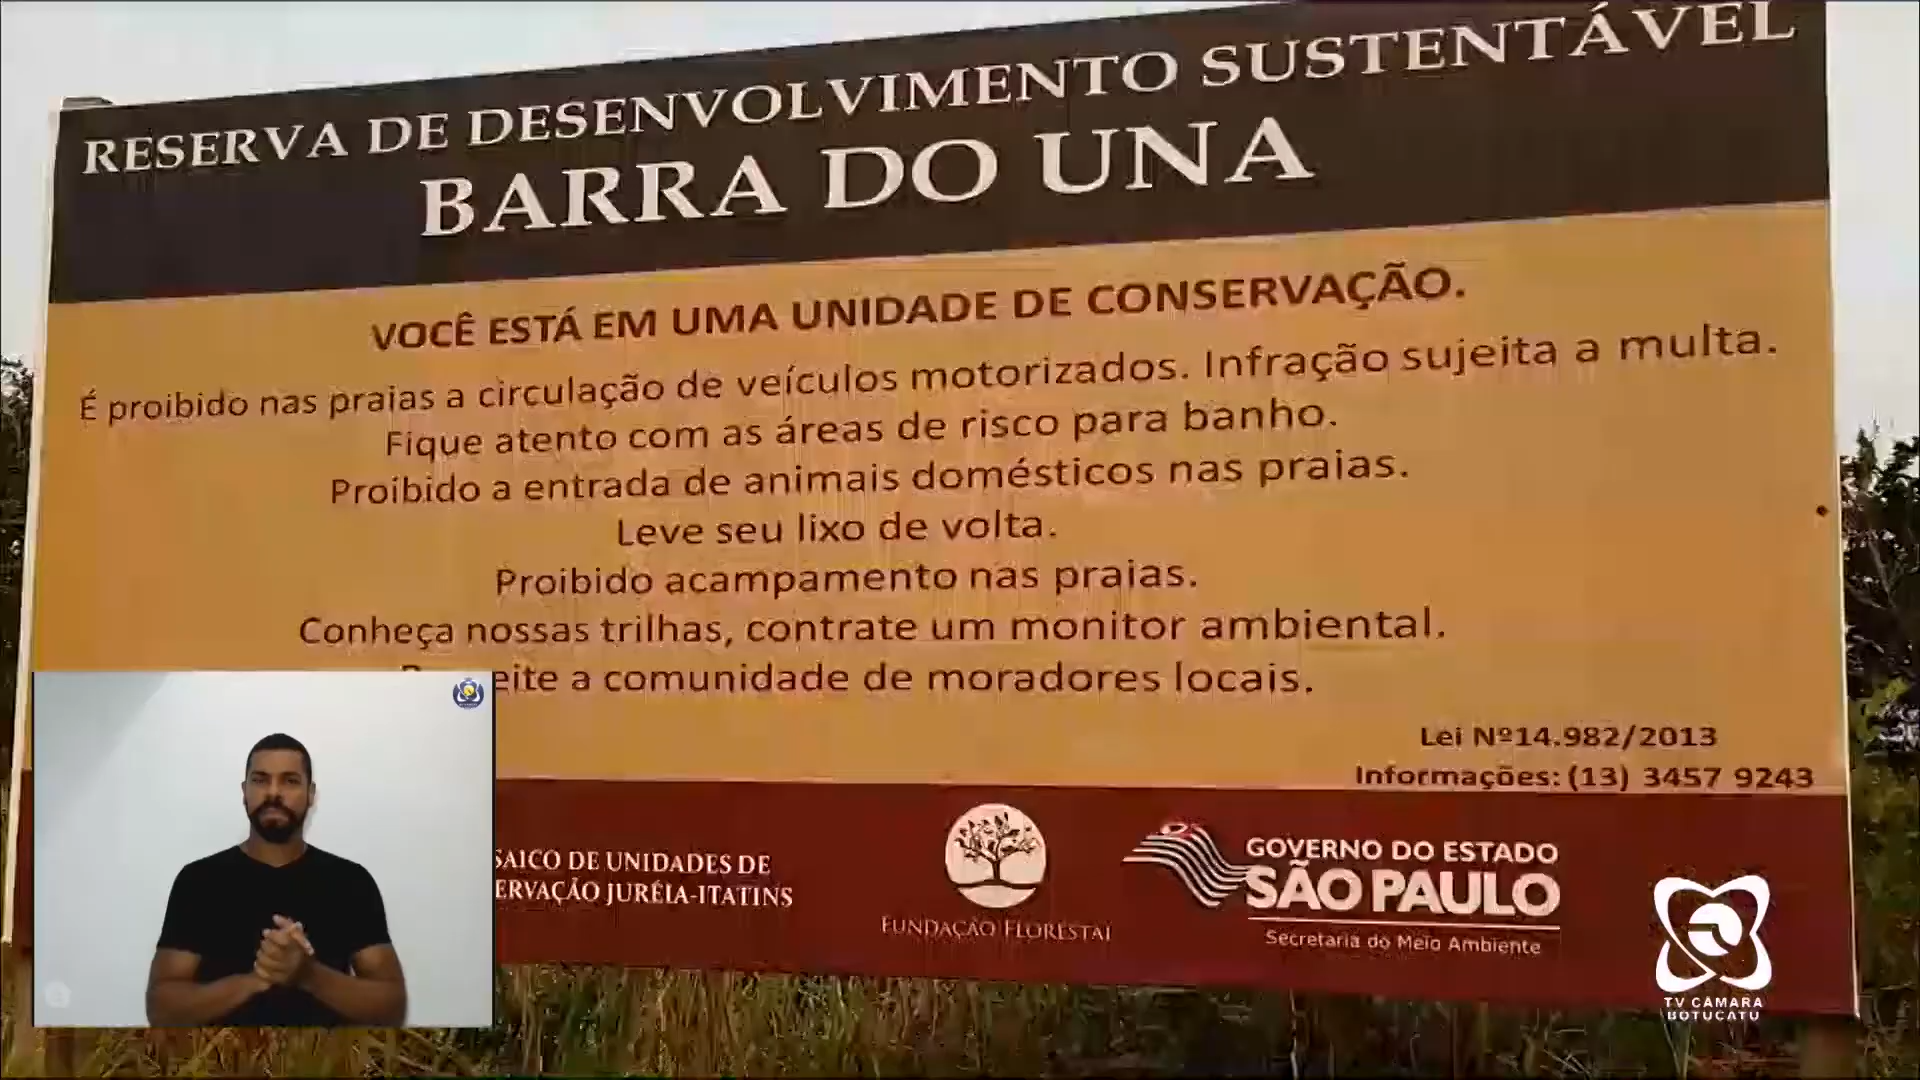 RESERVA DE DESENVOLVIMENTO SUSTENTÁVEL
BARRA DO UNA
VOCÊ ESTÁ EM UMA UNIDADE DE CONSERVAÇÃO.
É proibido nas praias a circulação de veículos motorizados. Infração sujeita a multa.
Fique atento com as áreas de risco para banho.
Proibido a entrada de animais domésticos nas praias.
Leve seu lixo de volta.
Proibido acampamento nas praias.
Conheça nossas trilhas, contrate um monitor ambiental.
a comunidade de moradores locais.
Lei Nº14.982/2013
Informações: (13) 3457 9243
DE UNIDADES DE
JURÉIA-ITATINS
FUNDAÇÃO FLORESTAL
GOVERNO DO ESTADO
SÃO PAULO
Secretaria do Meio Ambiente
TV CÂMARA
BOTUCATU